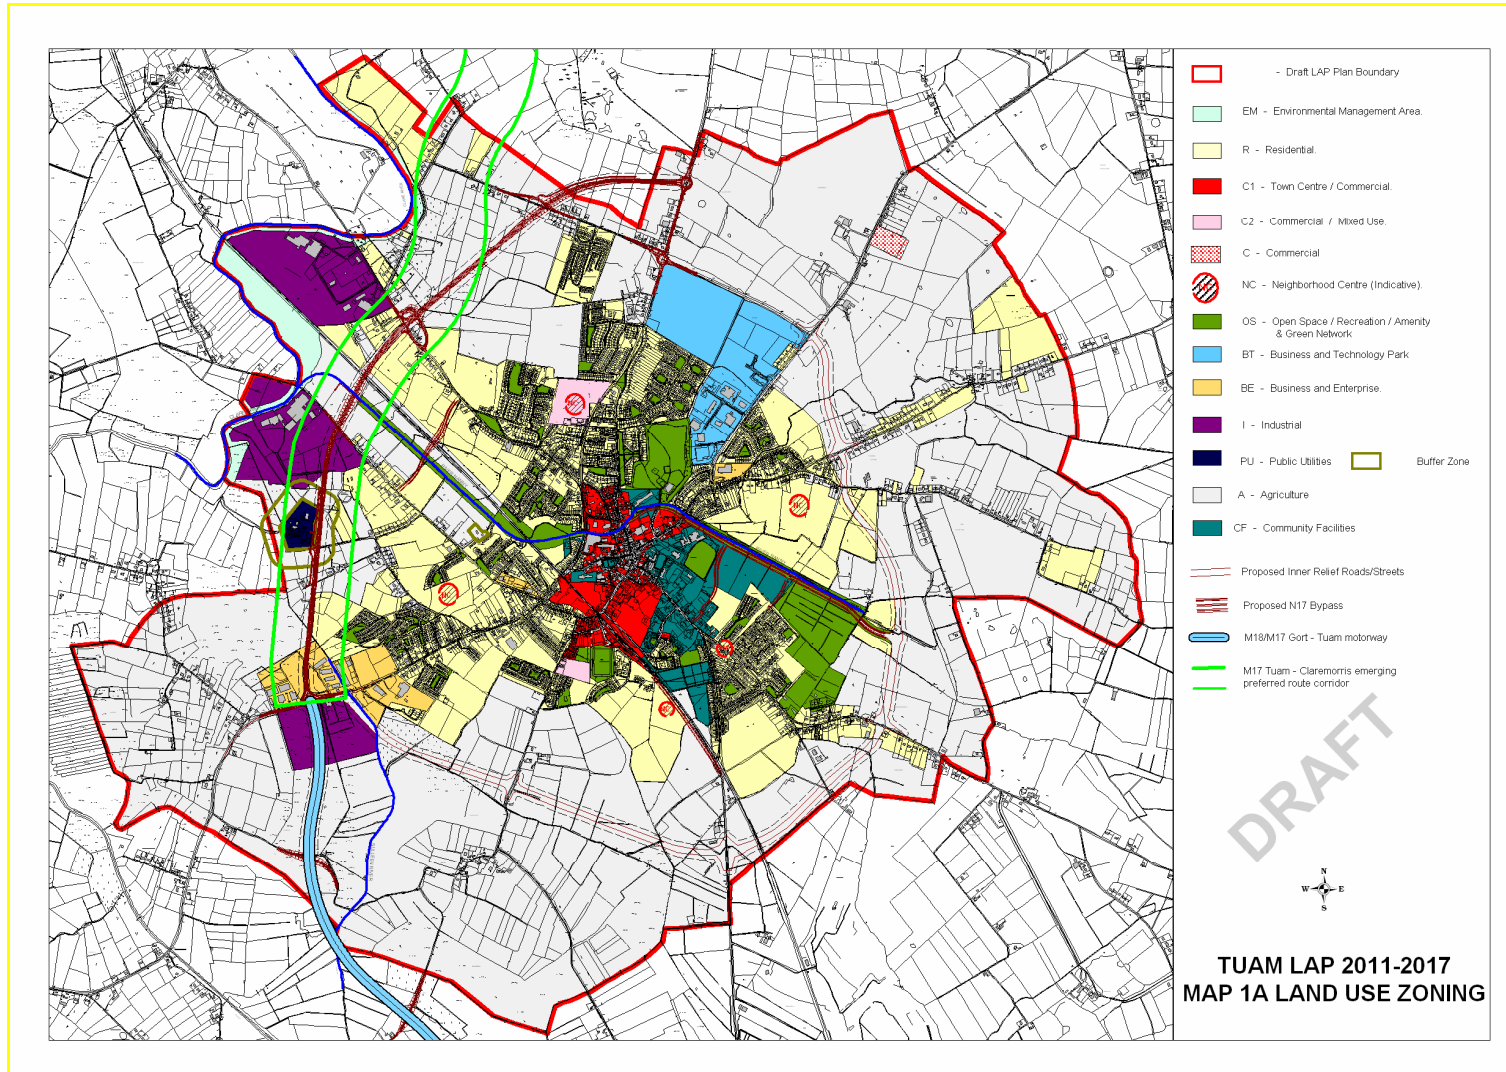 - Draft LAP Plan Boundary
EM - Environmental Management Area.
R - Residential.
C1 - Town Centre / Commercial.
C2 - Commercial / Mixed Use.
C - Commercial
NC - Neighborhood Centre (Indicative).
OS - Open Space / Recreation / Amenity
& Green Network
BT - Business and Technology Park
BE - Business and Enterprise.
I - Industrial
PU - Public Utilities
Buffer Zone
A - Agriculture
CF - Community Facilities
Proposed Inner Relief Roads/Streets
Proposed N17 Bypass
M18/M17 Gort - Tuam motorway
M17 Tuam - Claremorris emerging
preferred route corridor
DRAFT
N
W E
S
TUAM LAP 2011-2017
MAP 1A LAND USE ZONING